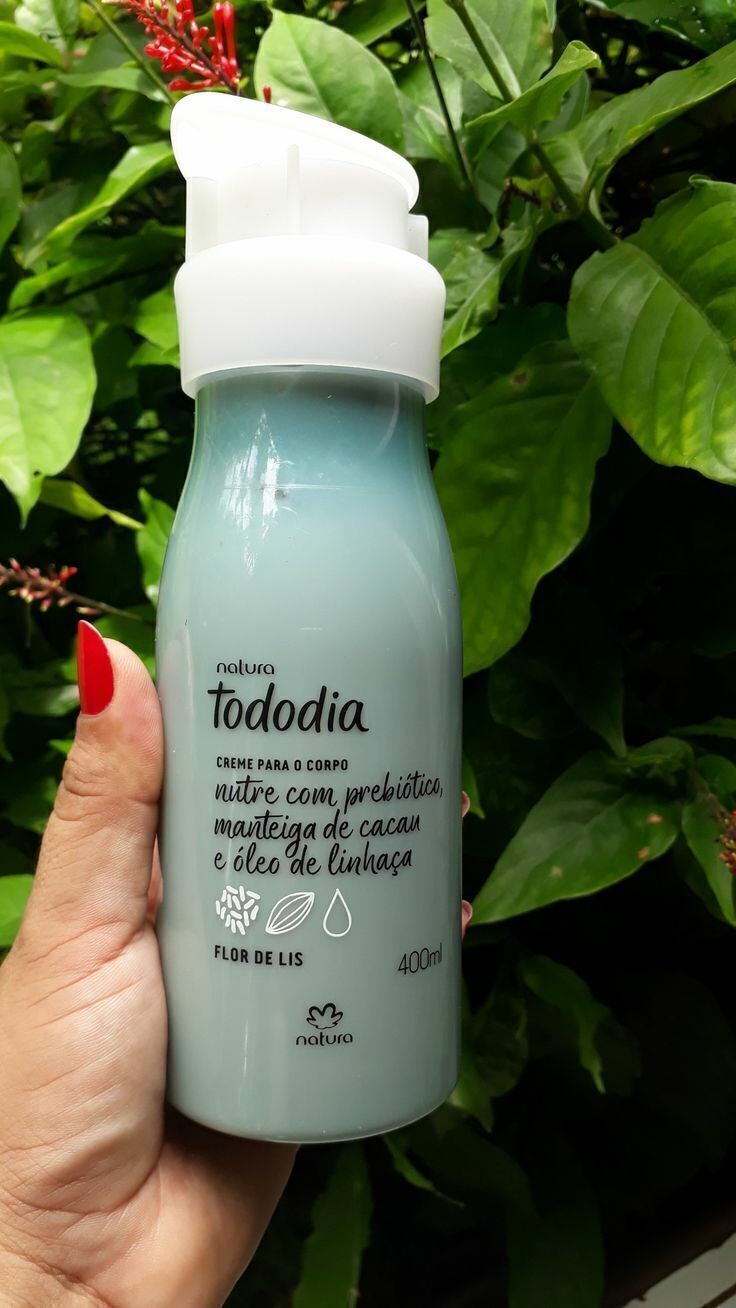 natura
tododia
CREME PARA O CORPO
nutre com prebiótico,
manteiga de cacau
e óleo de linhaça
FLOR DE LIS
400ml
natura